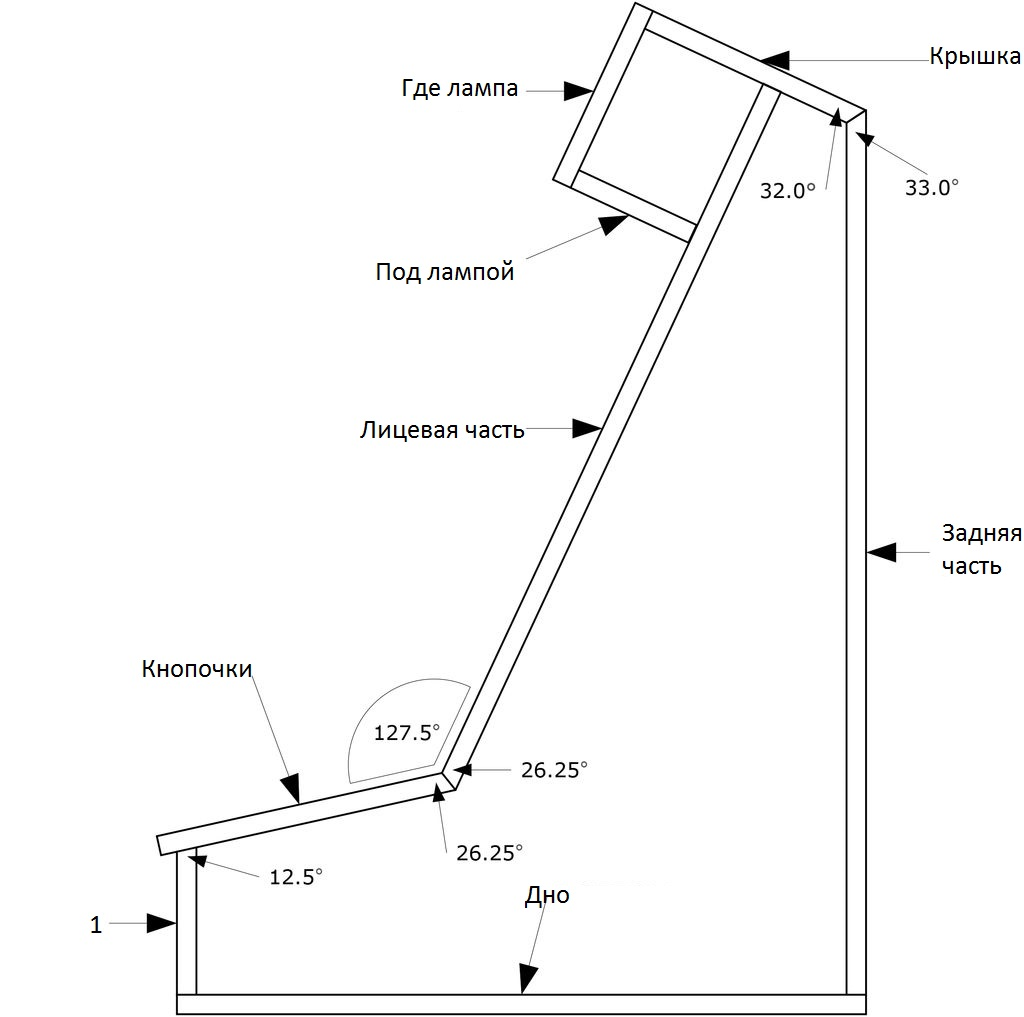 Крышка
Где лампа
32.0°
33.0°
Под лампой
Лицевая часть
Задняя
часть
Кнопочки
127.5°
26.25°
26.25°
12.5°
Дно
1